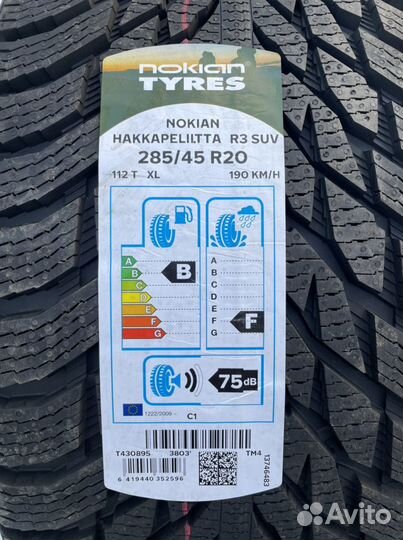 nokian
TYRES
NOKIAN
HAKKAPELIITTA R3 SUV
285/45 R20
112 T XL 190 KM/H
A
B
C
D
E
F
G
B
A
B
C
D
E
F
G
F
75dB
1222/2009 - C1
T430895 3803' TM4
6 419440 352596
13746483
Avito